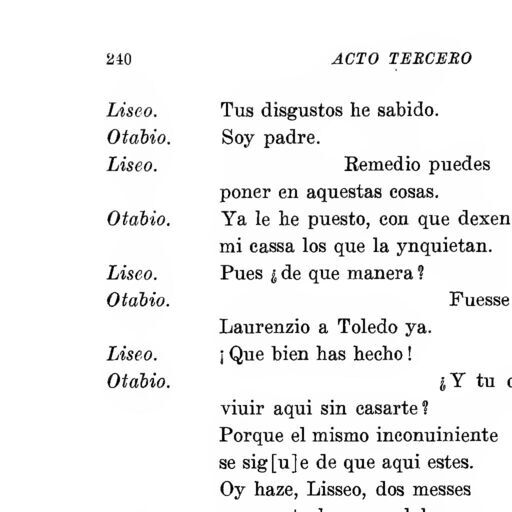 240 ACTO TERCERO
Liseo. Tus disgustos he sabido.
Otabio. Soy padre.
Liseo. Remedio puedes
poner en aquestas cosas.
Otabio. Ya le he puesto, con que dexen
mi cassa los que la ynquietan.
Liseo. Pues ¿de que manera?
Otabio. Fuesse
Laurenzio a Toledo ya.
Liseo. ¡Que bien has hecho!
Otabio. ¿Y tu
viuir aqui sin casarte?
Porque el mismo inconuiniente
se sig[u]e de que aqui estes.
Oy haze, Lisseo, dos messes